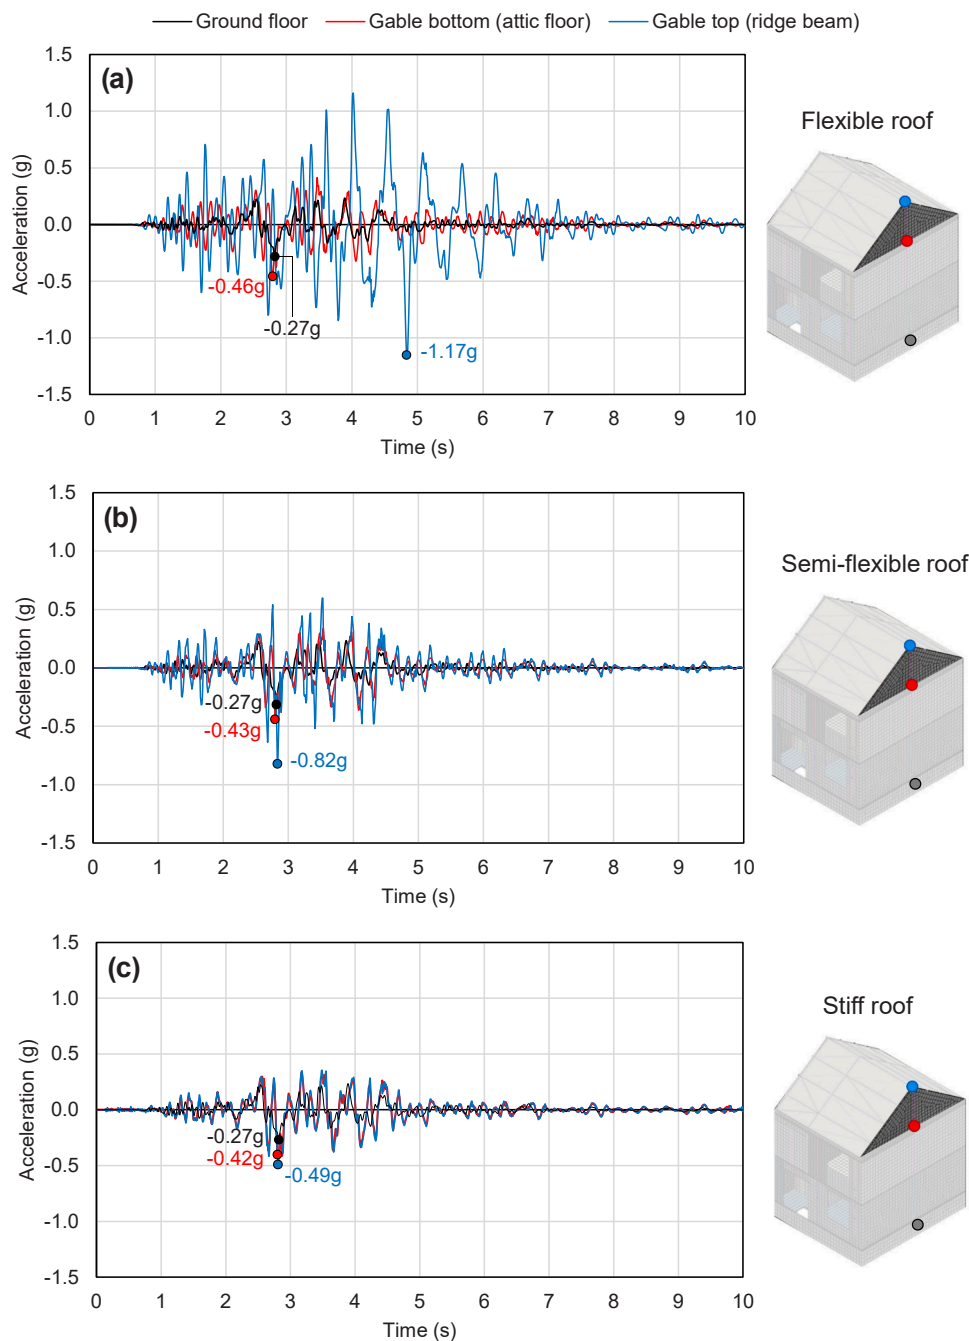 Ground floor Gable bottom (attic floor) Gable top (ridge beam)
(a)
Acceleration (g)
1.5
1.0
0.5
0.0
-0.5
-1.0
-1.5
-0.46g
-0.27g
-1.17g
0 1 2 3 4 5 6 7 8 9 10
Time (s)
Flexible roof
(b)
Acceleration (g)
1.5
1.0
0.5
0.0
-0.5
-1.0
-1.5
-0.27g
-0.43g
-0.82g
0 1 2 3 4 5 6 7 8 9 10
Time (s)
Semi-flexible roof
(c)
Acceleration (g)
1.5
1.0
0.5
0.0
-0.5
-1.0
-1.5
-0.27g
-0.42g
-0.49g
0 1 2 3 4 5 6 7 8 9 10
Time (s)
Stiff roof